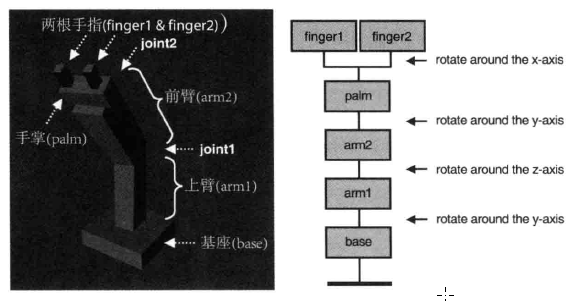 两根手指(finger1 & finger2))
joint2
前臂(arm2)
手掌(palm)
joint1
上臂(arm1)
基座(base)
finger1
finger2
rotate around the x-axis
palm
rotate around the y-axis
arm2
rotate around the z-axis
arm1
rotate around the y-axis
base